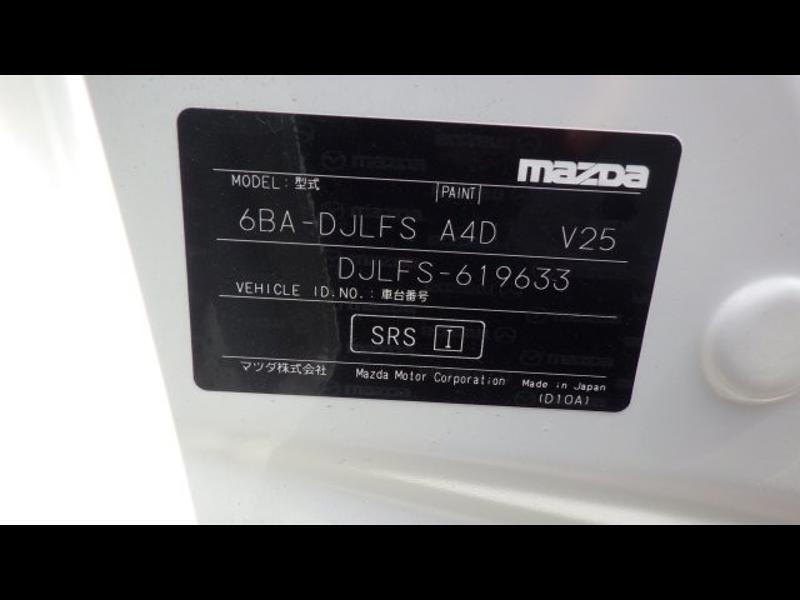 mazda
MODEL: 型式 PAINT
6BA-DJLFS A4D V25
DJLFS-619633
VEHICLE ID.NO.: 車台番号
SRS I
マツダ株式会社 Mazda Motor Corporation Made in Japan
(D10A)